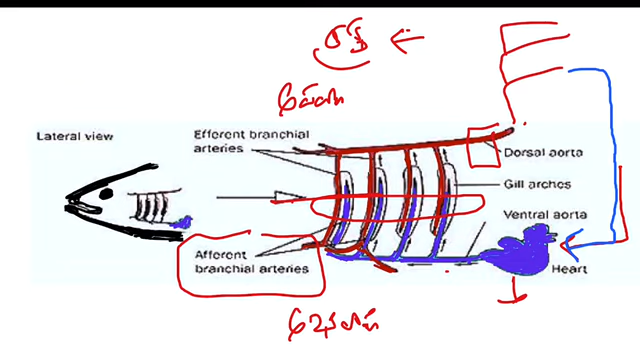 Lateral view
Efferent branchial
arteries
Dorsal aorta
Gill arches
Ventral aorta
Afferent
branchial arteries
Heart